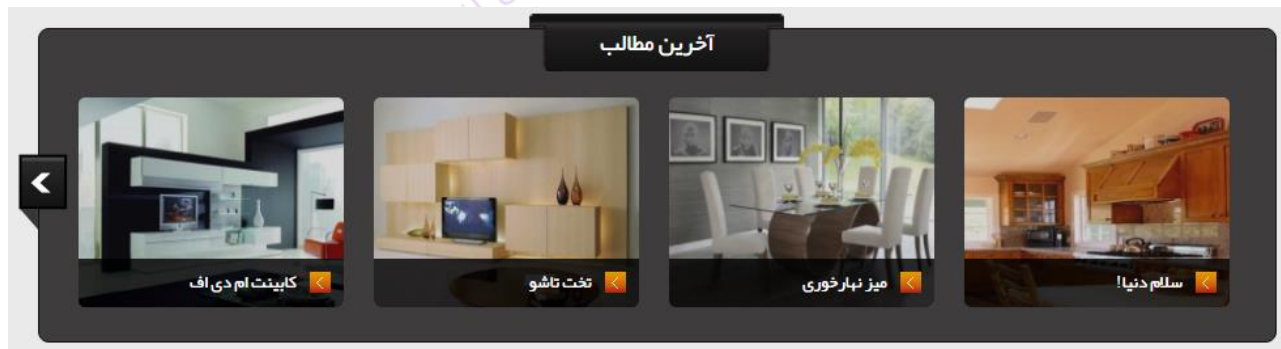 آخرین مطالب
سلام دنیا!
میز نهارخوری
تخت تاشو
کابینت ام دی اف